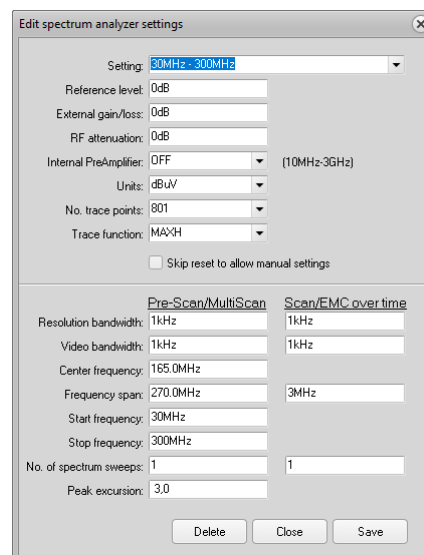 Edit spectrum analyzer settings
Setting: 30MHz - 300MHz
Reference level: 0dB
External gain/loss: 0dB
RF attenuation: 0dB
Internal PreAmplifier: OFF (10MHz-3GHz)
Units: dBuV
No. trace points: 801
Trace function: MAXH
Skip reset to allow manual settings
Pre-Scan/MultiScan Scan/EMC over time
Resolution bandwidth: 1kHz 1kHz
Video bandwidth: 1kHz 1kHz
Center frequency: 165.0MHz
Frequency span: 270.0MHz 3MHz
Start frequency: 30MHz
Stop frequency: 300MHz
No. of spectrum sweeps: 1 1
Peak excursion: 3,0
Delete Close Save